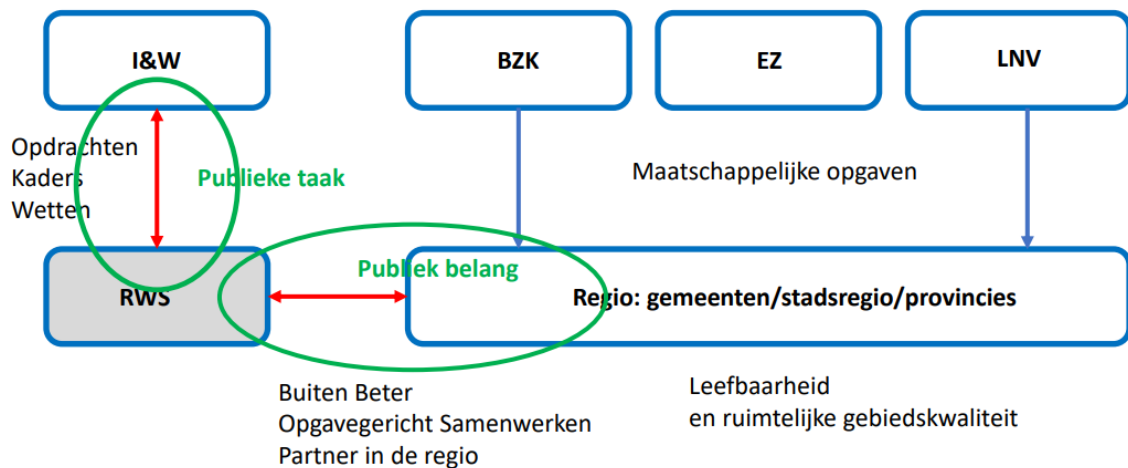 I&W
BZK
EZ
LNV
Opdrachten
Kaders
Wetten
Publieke taak
Maatschappelijke opgaven
RWS
Publiek belang
Regio: gemeenten/stadsregio/provincies
Buiten Beter
Opgavegericht Samenwerken
Partner in de regio
Leefbaarheid
en ruimtelijke gebiedskwaliteit